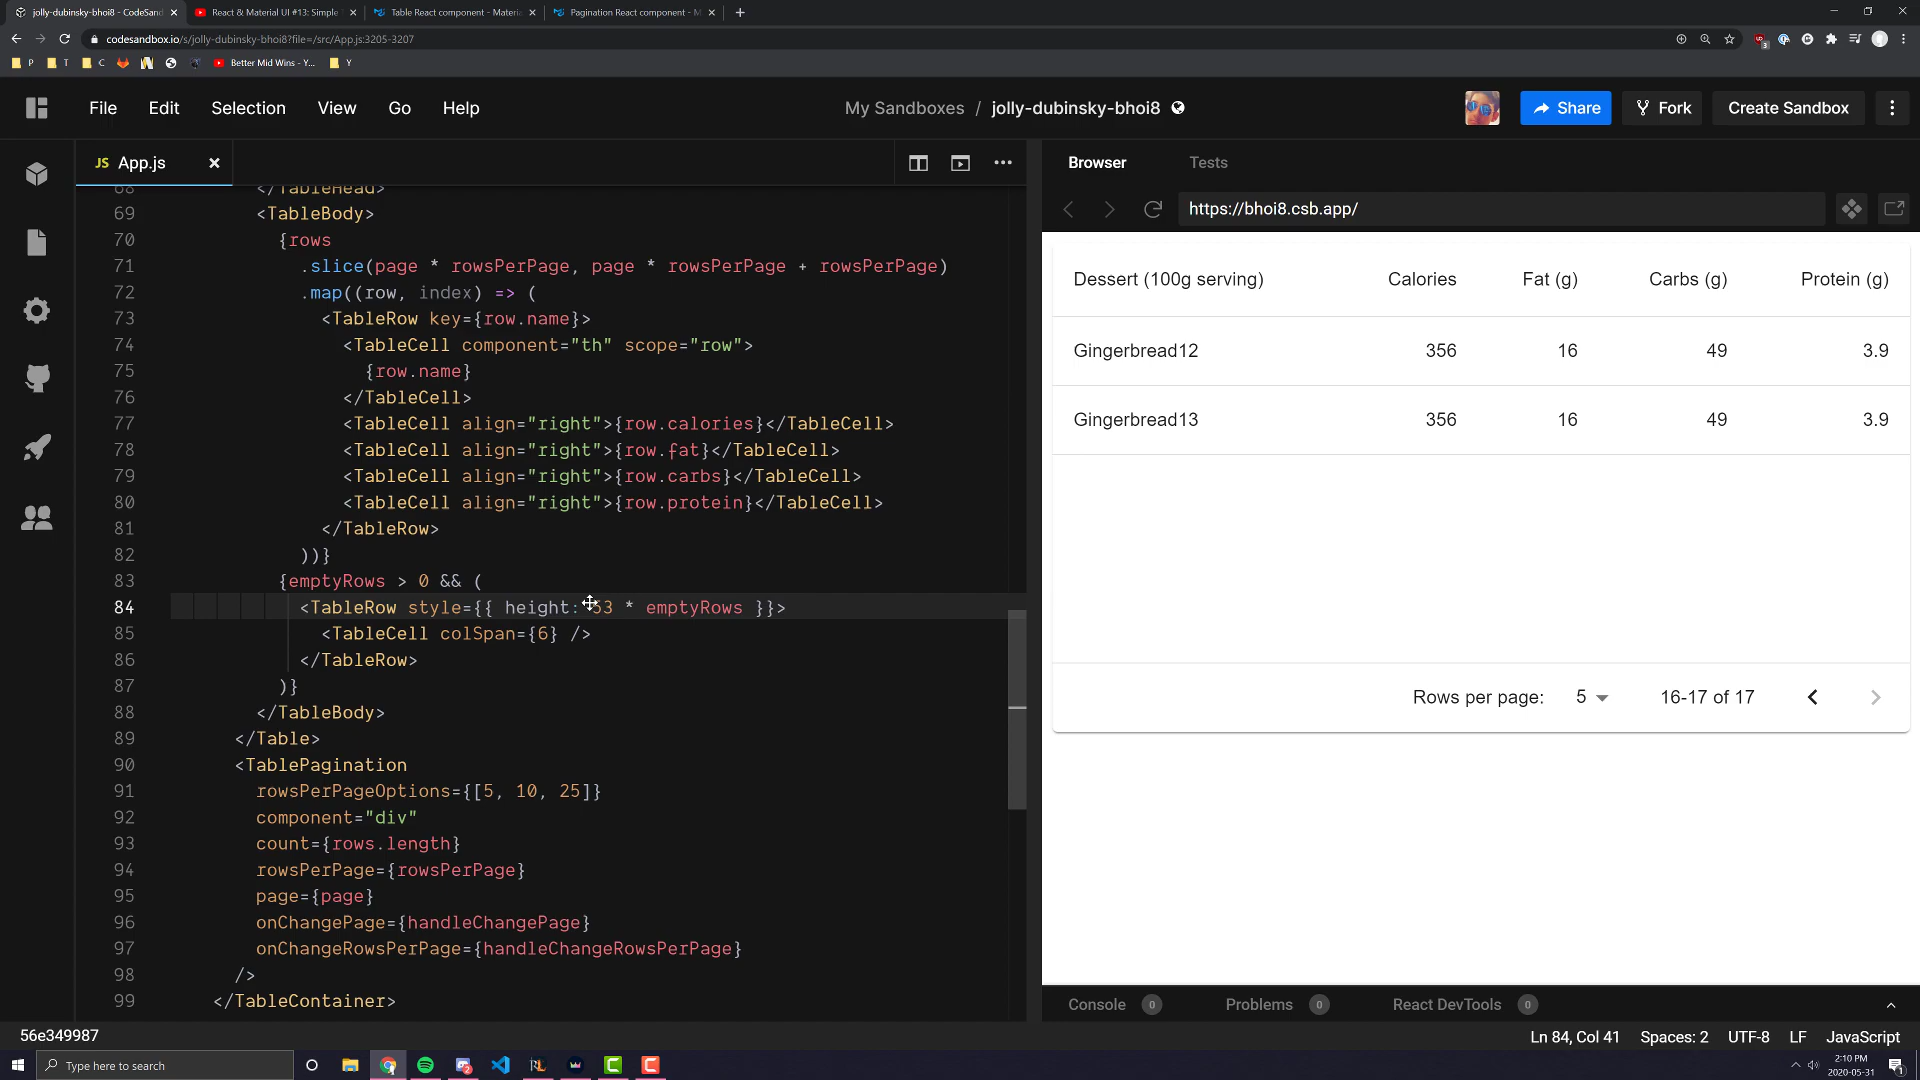 jolly-dubinsky-bhoi8 - CodeSand
React & Material UI #13: Simple T
Table React component - Materia
Pagination React component - M
codesandbox.io/s/jolly-dubinsky-bhoi8?file=/src/App.js:3205-3207
P
T
C
Better Mid Wins - Y...
Y
File
Edit
Selection
View
Go
Help
My Sandboxes / jolly-dubinsky-bhoi8
Share
Fork
Create Sandbox
JS App.js
Browser
Tests
https://bhoi8.csb.app/
68 </TableHead>
69 <TableBody>
70 {rows
71 .slice(page * rowsPerPage, page * rowsPerPage + rowsPerPage)
72 .map((row, index) => (
73 <TableRow key={row.name}>
74 <TableCell component="th" scope="row">
75 {row.name}
76 </TableCell>
77 <TableCell align="right">{row.calories}</TableCell>
78 <TableCell align="right">{row.fat}</TableCell>
79 <TableCell align="right">{row.carbs}</TableCell>
80 <TableCell align="right">{row.protein}</TableCell>
81 </TableRow>
82 ))}
83 {emptyRows > 0 && (
84 <TableRow style={{ height: 53 * emptyRows }}>
85 <TableCell colSpan={6} />
86 </TableRow>
87 )}
88 </TableBody>
89 </Table>
90 <TablePagination
91 rowsPerPageOptions={[5, 10, 25]}
92 component="div"
93 count={rows.length}
94 rowsPerPage={rowsPerPage}
95 page={page}
96 onChangePage={handleChangePage}
97 onChangeRowsPerPage={handleChangeRowsPerPage}
98 />
99 </TableContainer>
Dessert (100g serving) Calories Fat (g) Carbs (g) Protein (g)
Gingerbread12 356 16 49 3.9
Gingerbread13 356 16 49 3.9
Rows per page: 5 16-17 of 17
Console 0
Problems 0
React DevTools 0
56e349987
Ln 84, Col 41
Spaces: 2
UTF-8
LF
JavaScript
Type here to search
2:10 PM
2020-05-31